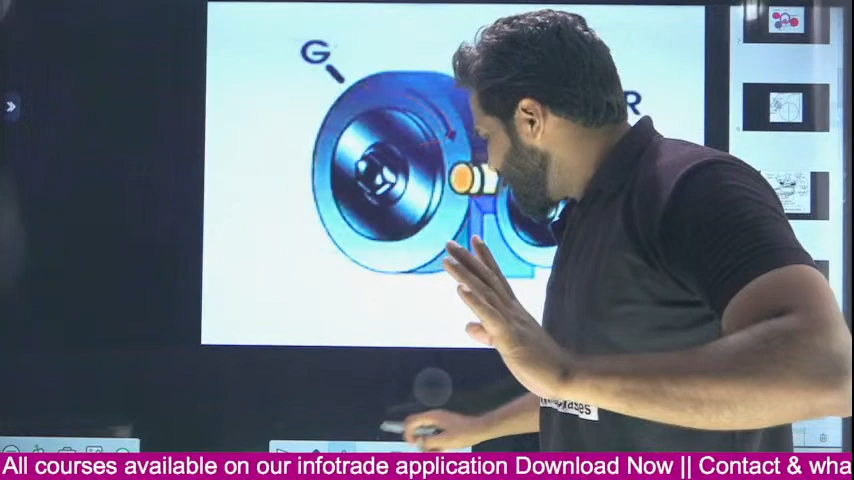 G
R
All courses available on our infotrade application Download Now || Contact & wha